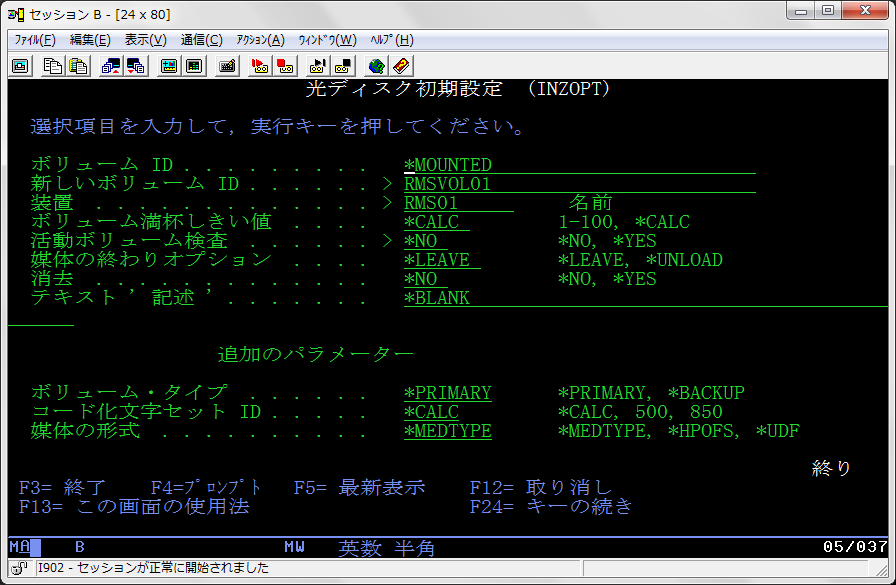 セッション B - [24 x 80]
ファイル(F) 編集(E) 表示(V) 通信(C) アクション(A) ウィンドウ(W) ヘルプ(H)
光ディスク初期設定 (INZOPT)
選択項目を入力して, 実行キーを押してください。
ボリューム ID . . . . . . . . . *MOUNTED
新しいボリューム ID . . . . . . > RMSVOL01
装置 . . . . . . . . . . . . . > RMS01 名前
ボリューム満杯しきい値 . . . . . *CALC 1-100, *CALC
活動ボリューム検査 . . . . . . > *NO *NO, *YES
媒体の終わりオプション . . . . *LEAVE *LEAVE, *UNLOAD
消去 . . . . . . . . . . . . . *NO *NO, *YES
テキスト ' 記述 ' . . . . . . . *BLANK
追加のパラメーター
ボリューム・タイプ . . . . . . *PRIMARY *PRIMARY, *BACKUP
コード化文字セット ID . . . . . *CALC *CALC, 500, 850
媒体の形式 . . . . . . . . . . *MEDTYPE *MEDTYPE, *HPOFS, *UDF
終り
F3= 終了 F4=プロンプト F5= 最新表示 F12= 取り消し
F13= この画面の使用法 F24= キーの続き
MA B MW 英数 半角 05/037
I902 - セッションが正常に開始されました